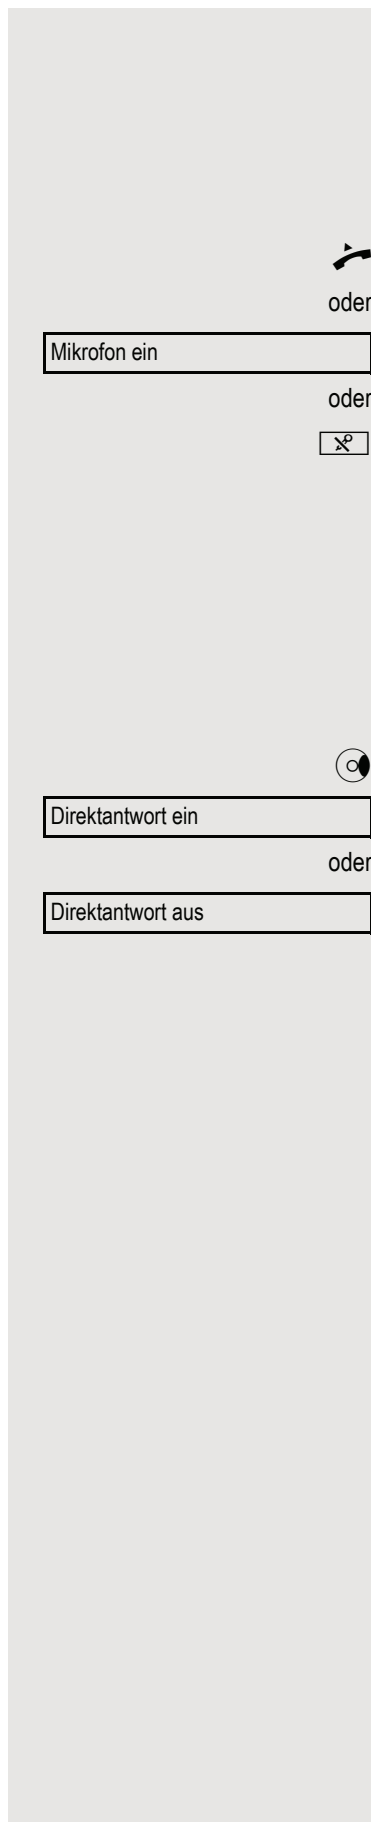 oder
Mikrofon ein
oder
Direktantwort ein
oder
Direktantwort aus